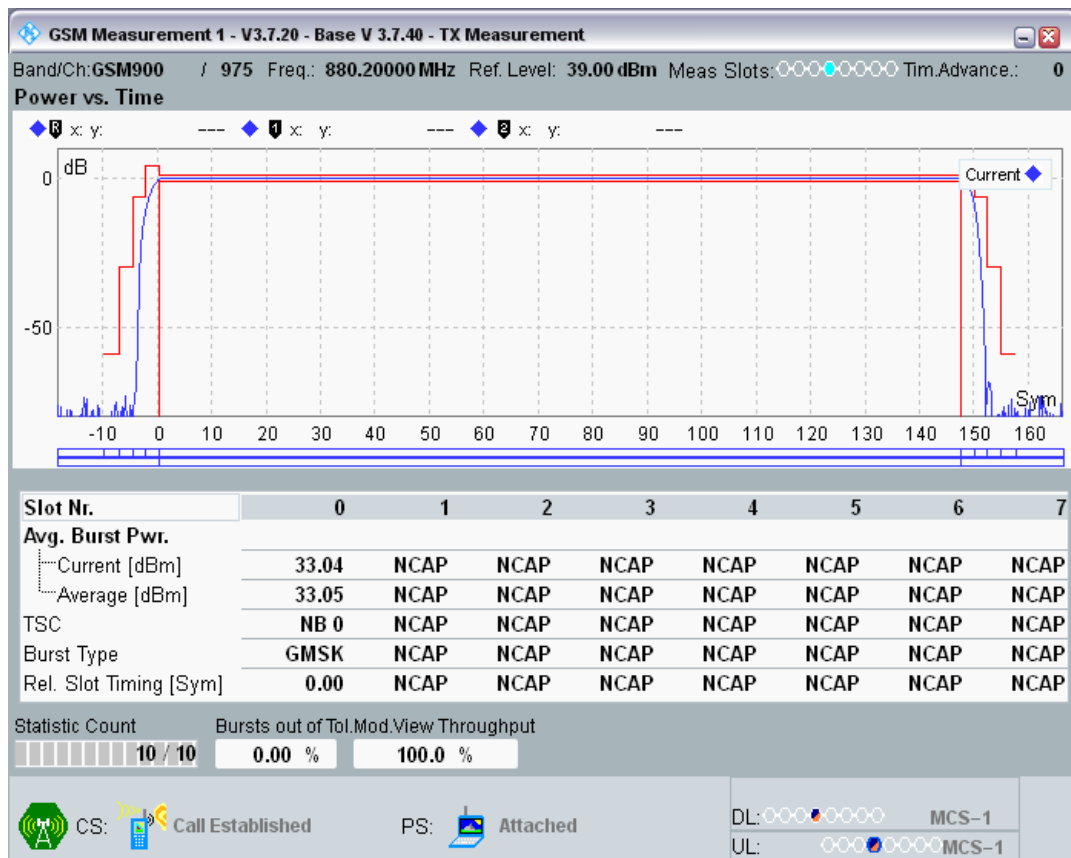 GSM Measurement 1 - V3.7.20 - Base V 3.7.40 - TX Measurement
Band/Ch:GSM900 / 975 Freq.: 880.20000 MHz Ref. Level: 39.00 dBm Meas Slots: Tim.Advance.: 0
Power vs. Time
R x: y: --- 1 x: y: --- 2 x: y: ---
dB
Current
0
-50
Sym
-10 0 10 20 30 40 50 60 70 80 90 100 110 120 130 140 150 160
Slot Nr. 0 1 2 3 4 5 6 7
Avg. Burst Pwr.
Current [dBm] 33.04 NCAP NCAP NCAP NCAP NCAP NCAP NCAP
Average [dBm] 33.05 NCAP NCAP NCAP NCAP NCAP NCAP NCAP
TSC NB 0 NCAP NCAP NCAP NCAP NCAP NCAP NCAP
Burst Type GMSK NCAP NCAP NCAP NCAP NCAP NCAP NCAP
Rel. Slot Timing [Sym] 0.00 NCAP NCAP NCAP NCAP NCAP NCAP NCAP
Statistic Count Bursts out of Tol.Mod.View Throughput
10 / 10 0.00 % 100.0 %
CS: Call Established PS: Attached
DL: MCS-1
UL: MCS-1